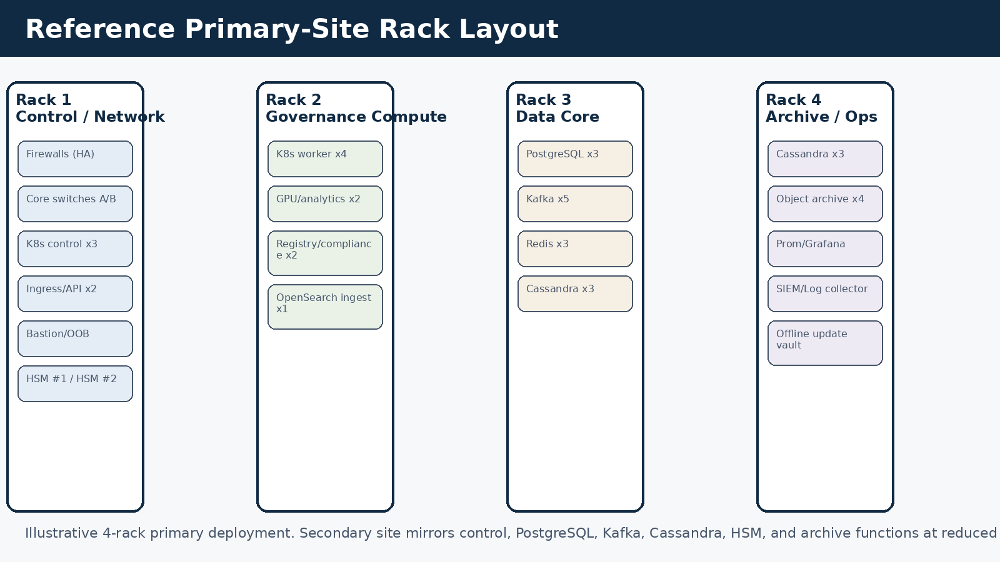 Reference Primary-Site Rack Layout
Rack 1
Control / Network
Firewalls (HA)
Core switches A/B
K8s control x3
Ingress/API x2
Bastion/OOB
HSM #1 / HSM #2
Rack 2
Governance Compute
K8s worker x4
GPU/analytics x2
Registry/complianc
e x2
OpenSearch ingest
x1
Rack 3
Data Core
PostgreSQL x3
Kafka x5
Redis x3
Cassandra x3
Rack 4
Archive / Ops
Cassandra x3
Object archive x4
Prom/Grafana
SIEM/Log collector
Offline update
vault
Illustrative 4-rack primary deployment. Secondary site mirrors control, PostgreSQL, Kafka, Cassandra, HSM, and archive functions at reduced